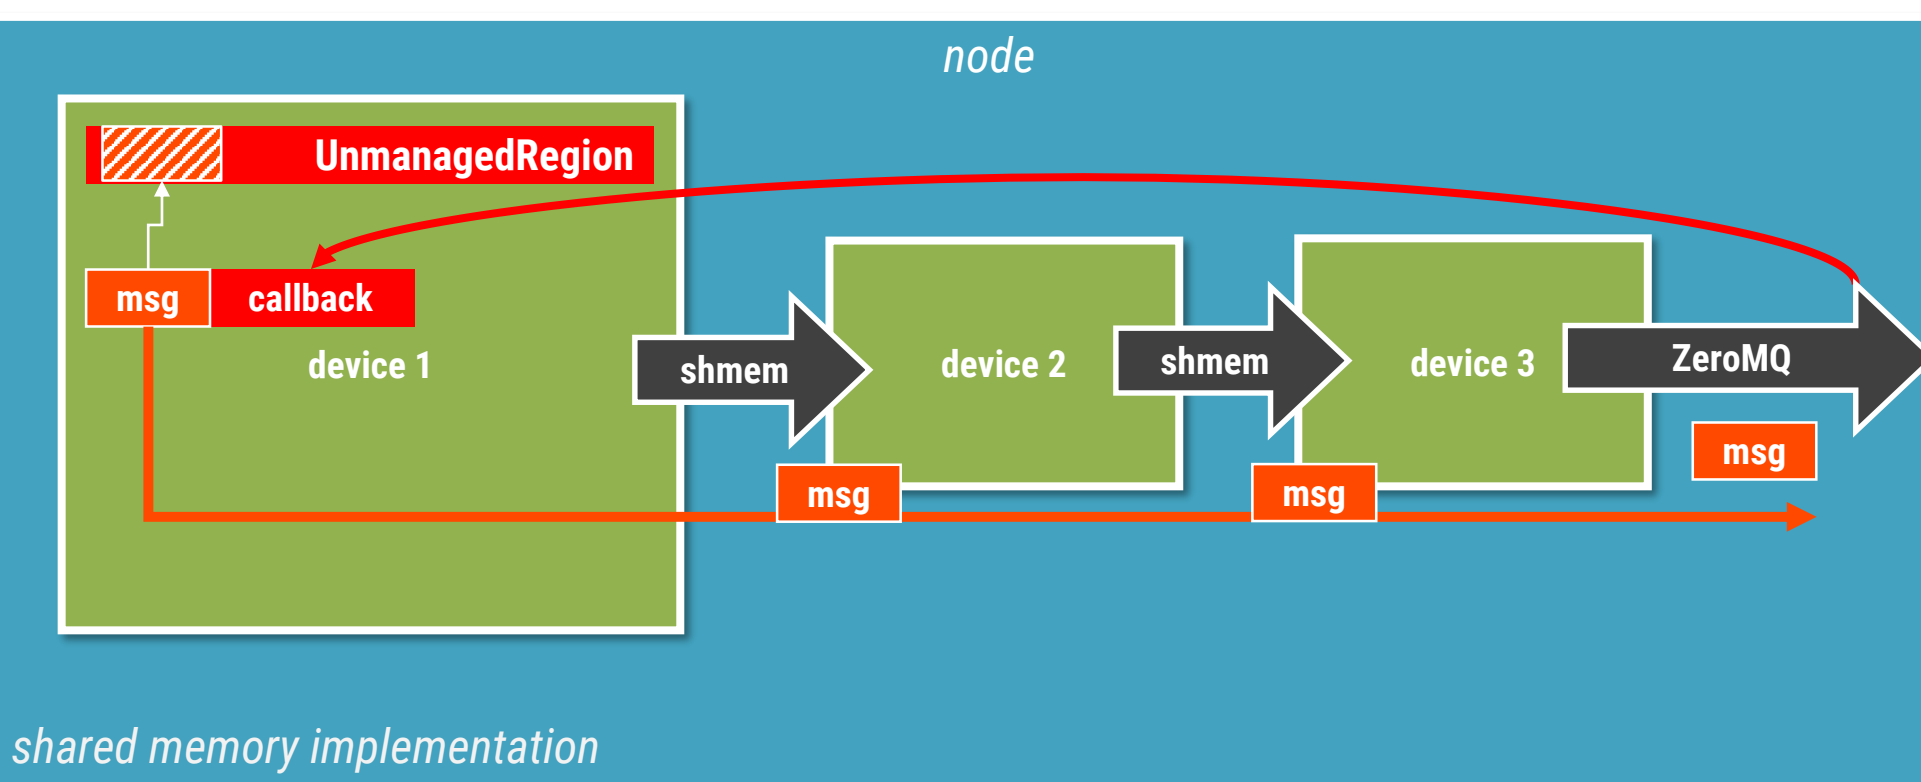 node
UnmanagedRegion
msg
callback
device 1
shmem
device 2
shmem
device 3
ZeroMQ
msg
msg
msg
shared memory implementation